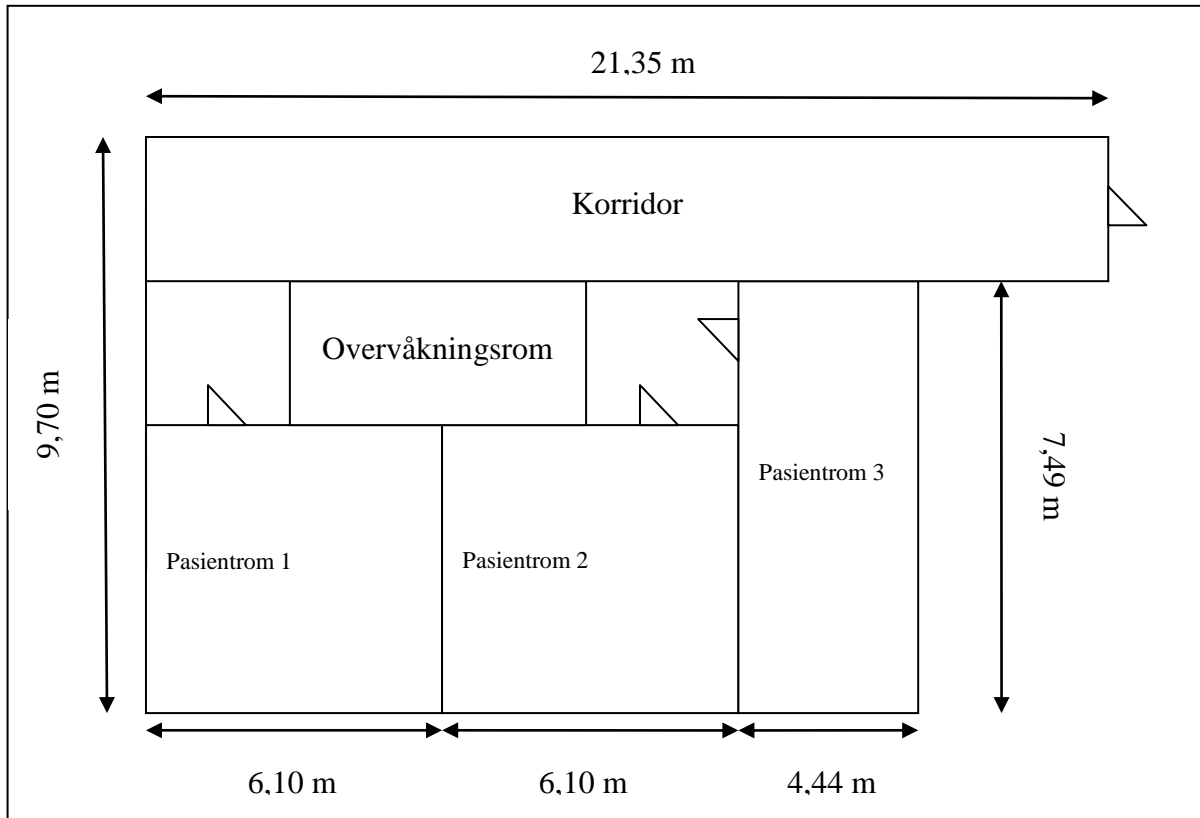 21,35 m
Korridor
Overvåkningsrom
9,70 m
7,49 m
Pasientrom 3
Pasientrom 1
Pasientrom 2
6,10 m
6,10 m
4,44 m